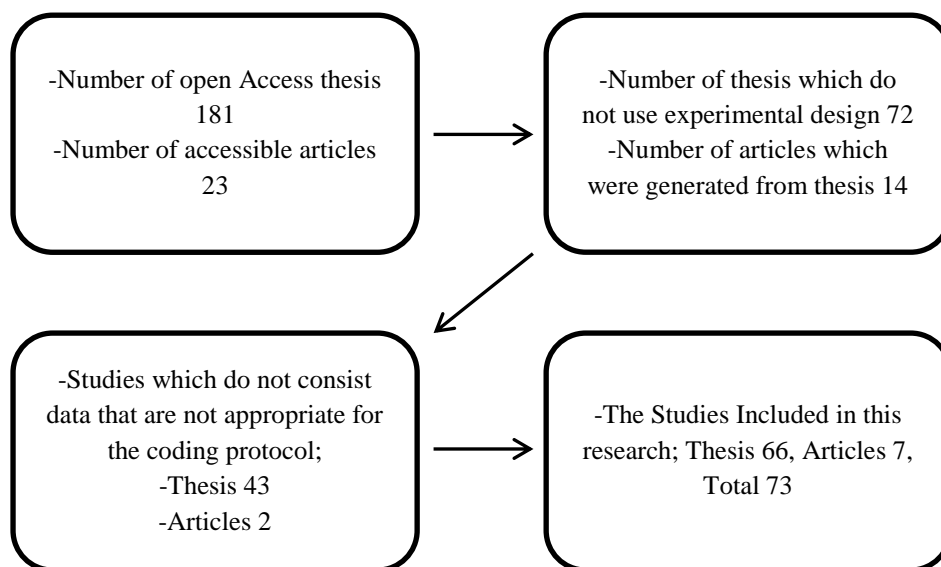 -Number of open Access thesis
181
-Number of accessible articles
23
-Number of thesis which do
not use experimental design 72
-Number of articles which
were generated from thesis 14
-Studies which do not consist
data that are not appropriate for
the coding protocol;
-Thesis 43
-Articles 2
-The Studies Included in this
research; Thesis 66, Articles 7,
Total 73